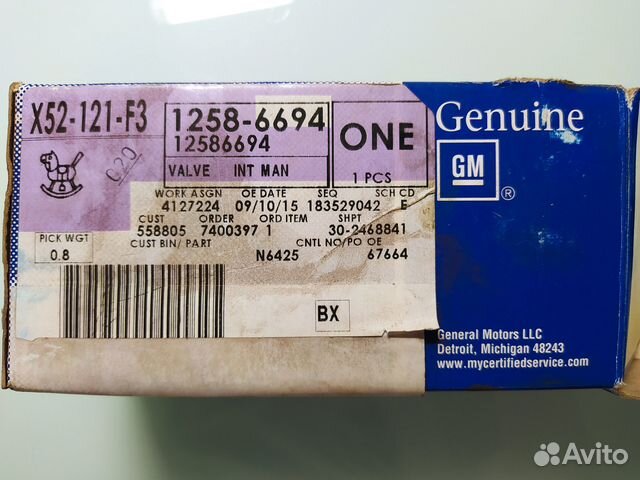 X52-121-F3
1258-6694
12586694
ONE
VALVE INT MAN
1 PCS
WORK ASGN OE DATE SEQ SCH CD
4127224 09/10/15 183529042 E
CUST ORDER ORD ITEM SHPT
558805 7400397 1 30-2468841
CUST BIN/ PART CNTL NO/PO OE
N6425 67664
PICK WGT
0.8
BX
620
Genuine
GM
®
General Motors LLC
Detroit, Michigan 48243
www.mycertifiedservice.com
Avito